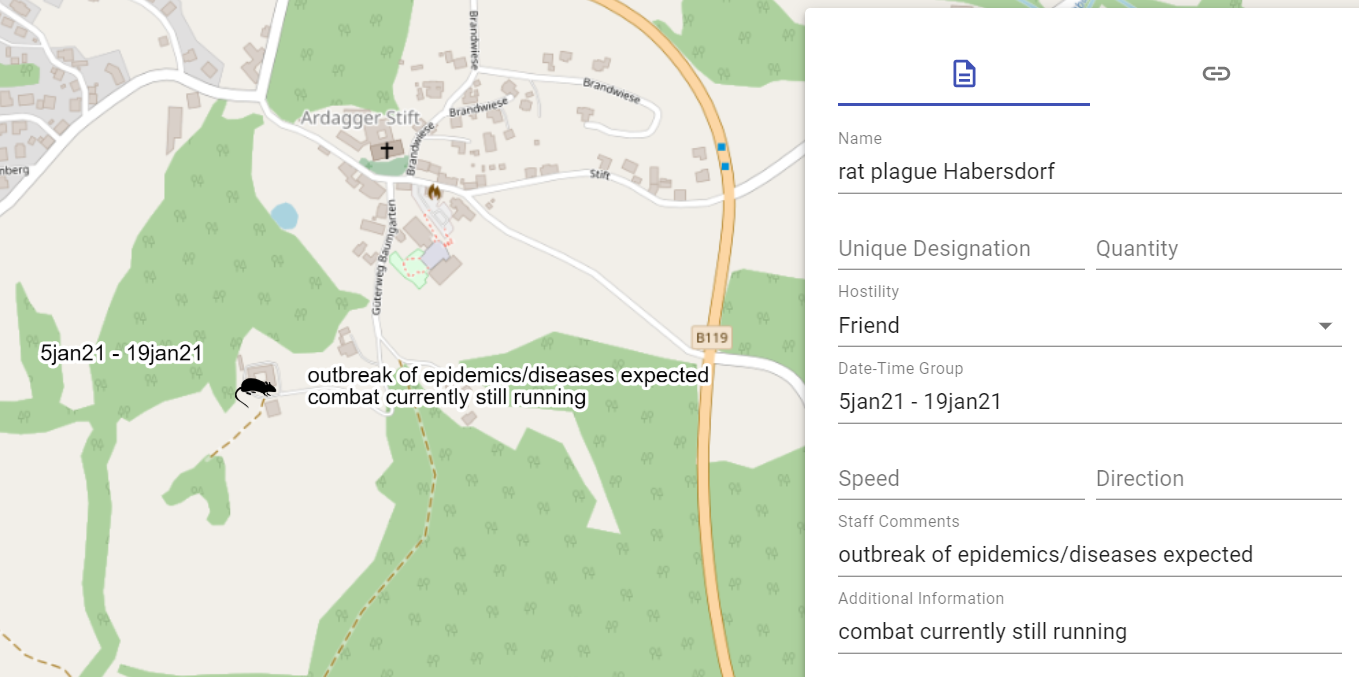 Brandwiese
Brandwiese
Brandwiese
Ardagger Stift
Brandwiese
nberg
Stift
Güterweg Baumgarten
B119
5jan21 - 19jan21
outbreak of epidemics/diseases expected
combat currently still running
Name
rat plague Habersdorf
Unique Designation
Quantity
Hostility
Friend
Date-Time Group
5jan21 - 19jan21
Speed
Direction
Staff Comments
outbreak of epidemics/diseases expected
Additional Information
combat currently still running